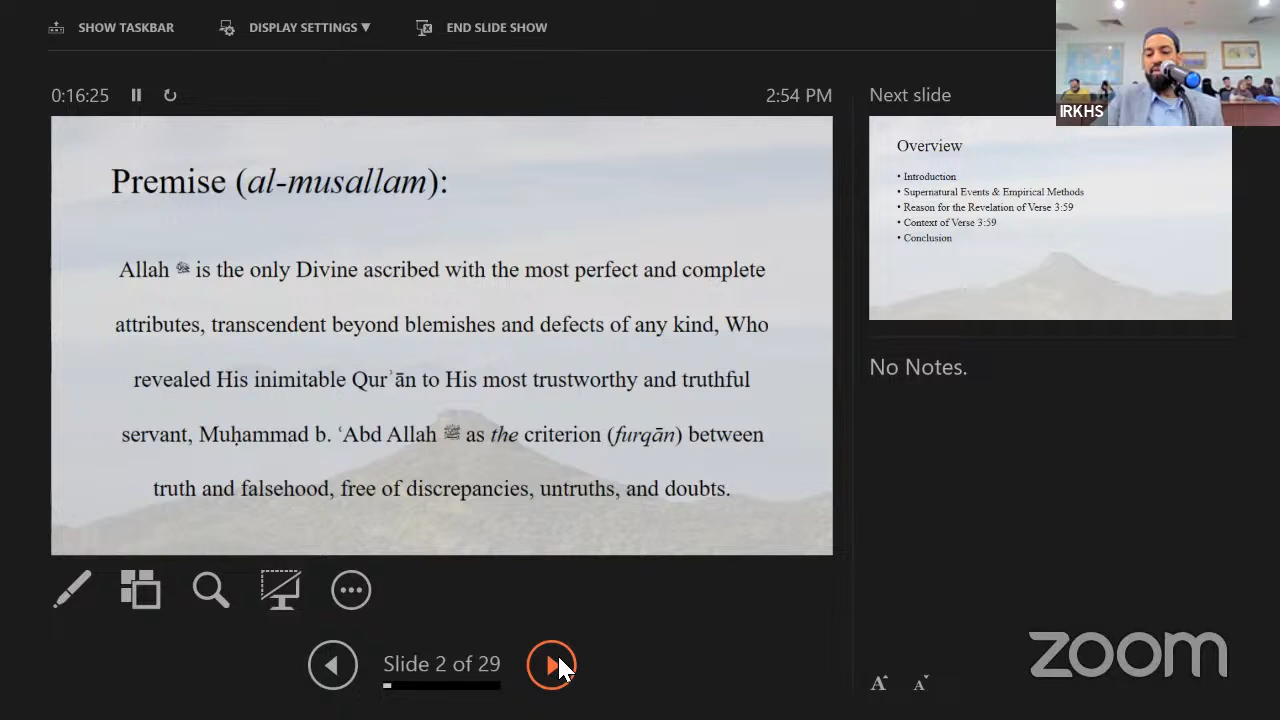 SHOW TASKBAR
DISPLAY SETTINGS ▼
END SLIDE SHOW
0:16:25
2:54 PM
Next slide
IRKHS
Premise (al-musallam):
Allah ﷻ is the only Divine ascribed with the most perfect and complete
attributes, transcendent beyond blemishes and defects of any kind, Who
revealed His inimitable Qurʾān to His most trustworthy and truthful
servant, Muḥammad b. ʿAbd Allah ﷺ as the criterion (furqān) between
truth and falsehood, free of discrepancies, untruths, and doubts.
Overview
• Introduction
• Supernatural Events & Empirical Methods
• Reason for the Revelation of Verse 3:59
• Context of Verse 3:59
• Conclusion
No Notes.
Slide 2 of 29
A A
zoom